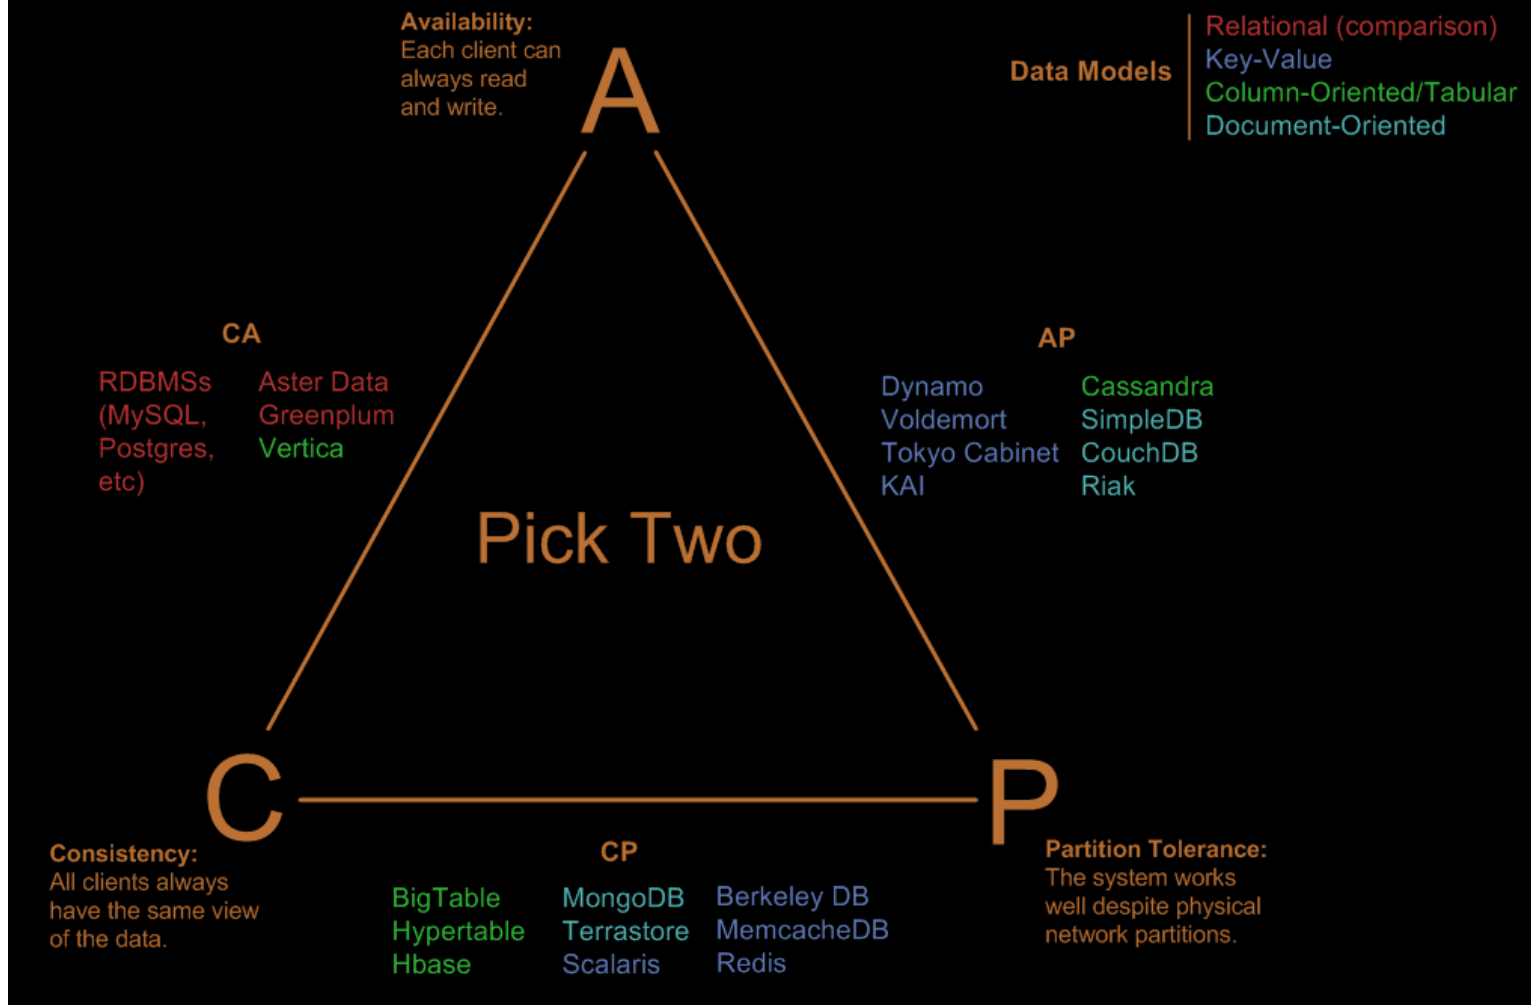 Availability:
Each client can
always read
and write.
A
Data Models
Relational (comparison)
Key-Value
Column-Oriented/Tabular
Document-Oriented
CA
RDBMSs
(MySQL,
Postgres,
etc)
Aster Data
Greenplum
Vertica
AP
Dynamo
Voldemort
Tokyo Cabinet
KAI
Cassandra
SimpleDB
CouchDB
Riak
Pick Two
C
Consistency:
All clients always
have the same view
of the data.
P
Partition Tolerance:
The system works
well despite physical
network partitions.
CP
BigTable
Hypertable
Hbase
MongoDB
Terrastore
Scalaris
Berkeley DB
MemcacheDB
Redis